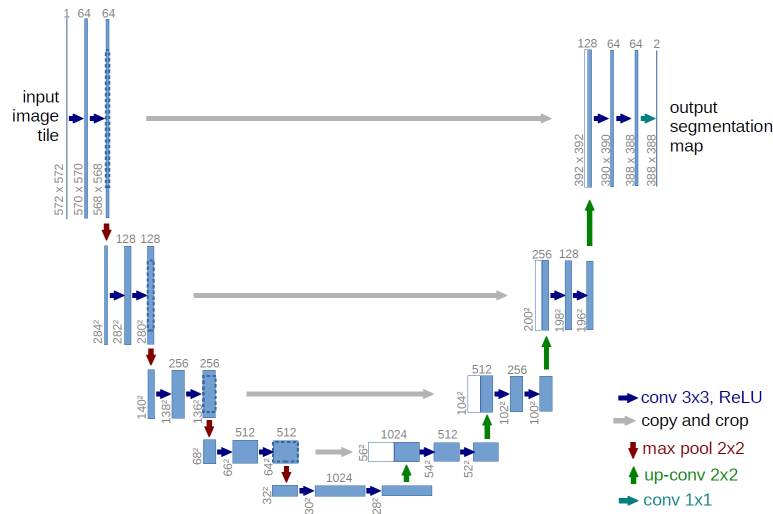 1 64 64
128 64 64 2
input
image
tile
output
segmentation
map
572 x 572
570 x 570
568 x 568
392 x 392
390 x 390
388 x 388
388 x 388
128 128
256 128
284²
282²
280²
200²
198²
196²
256 256
512 256
140²
138²
136²
104²
102²
100²
512 512
1024 512
68²
66²
64²
56²
54²
52²
1024
32²
30²
28²
conv 3x3, ReLU
copy and crop
max pool 2x2
up-conv 2x2
conv 1x1